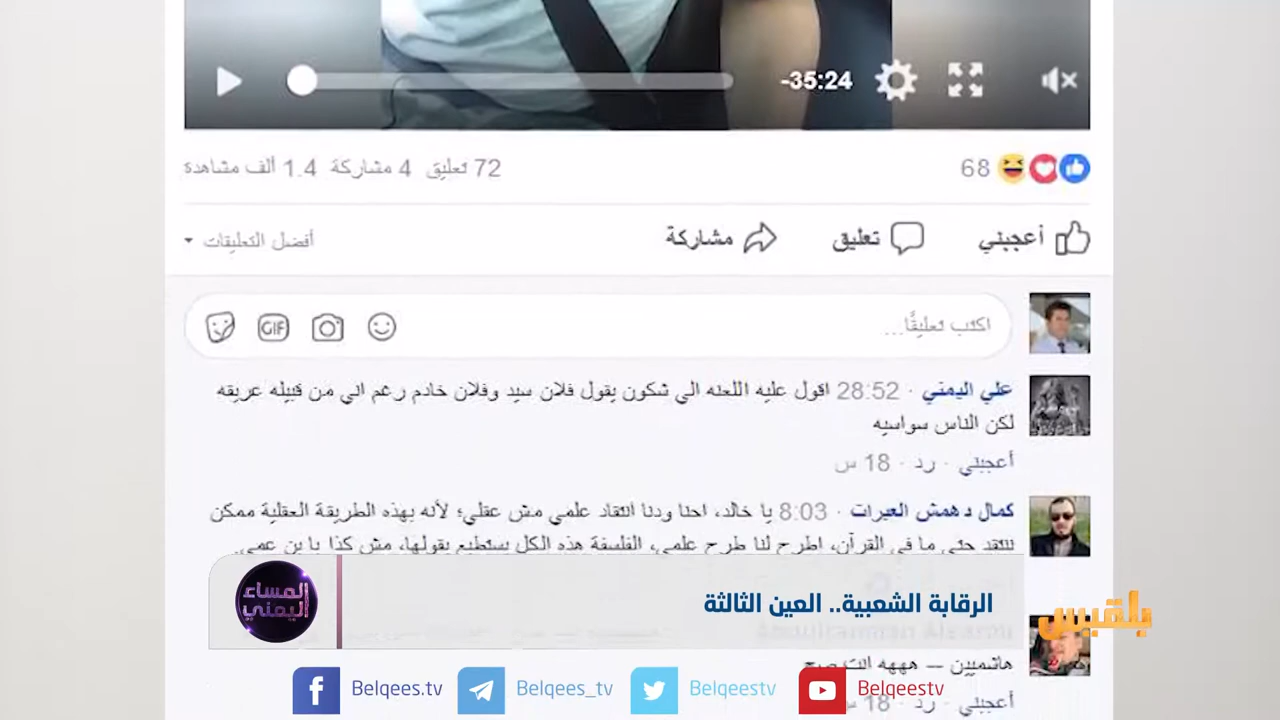 -35:24
68
72 تعليق 4 مشاركة 1.4 ألف مشاهدة
أعجبني تعليق مشاركة
أفضل التعليقات
اكتب تعليقًا...
GIF
علي اليمني · 28:52 اقول عليه اللعنه الي شكون يقول فلان سيد وفلان خادم رغم اني من قبيله عريقه
لكن الناس سواسيه
أعجبني · رد · 18 س
كمال دهمش العبرات · 8:03 يا خالد، احنا ودنا انتقاد علمي مش عقلي؛ لأنه بهذه الطريقة العقلية ممكن
ننتقد حتى ما في القرآن، اطرح لنا طرح علمي، الفلسفة هذه الكل يستطيع يقولها، مش كذا يا بن عمي.
المساء اليمني
الرقابة الشعبية.. العين الثالثة
بلقيس
هاشميين – هههه انت صح
أعجبني · رد · 18 س
Belqees.tv
Belqees_tv
Belqeestv
Belqeestv